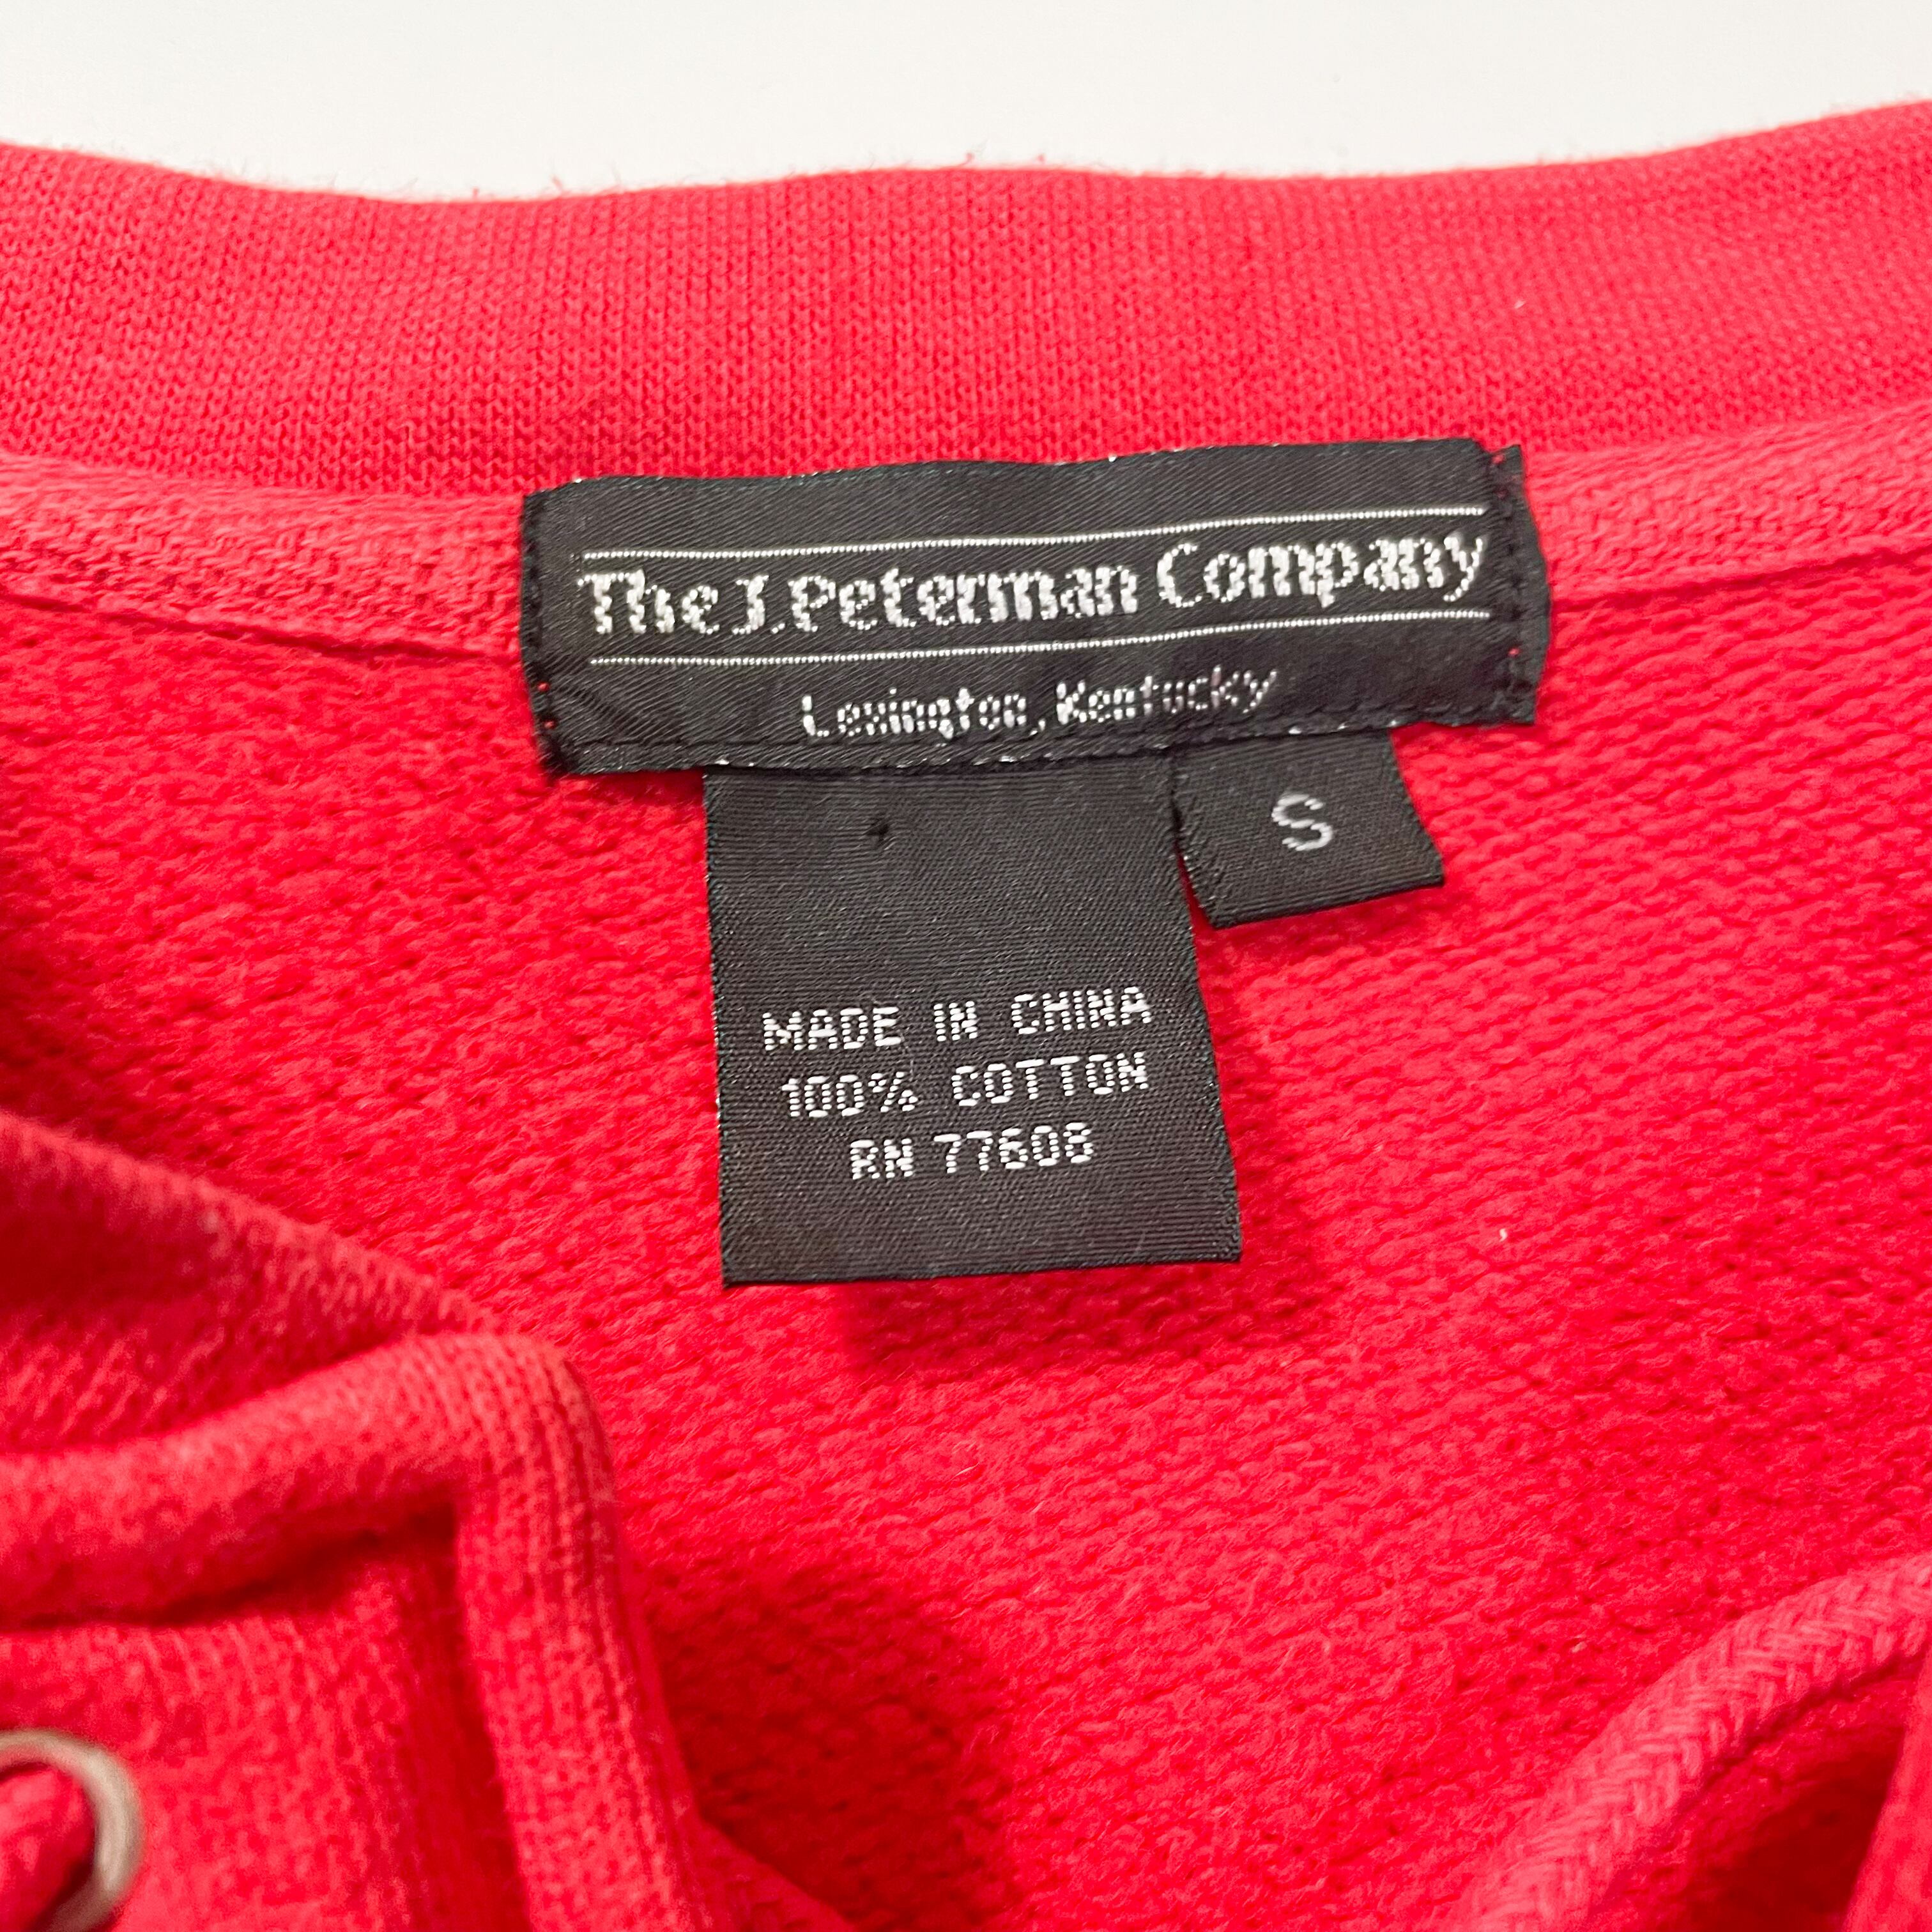 The J. Peterman Company
Lexington, Kentucky
S
MADE IN CHINA
100% COTTON
RN 77608